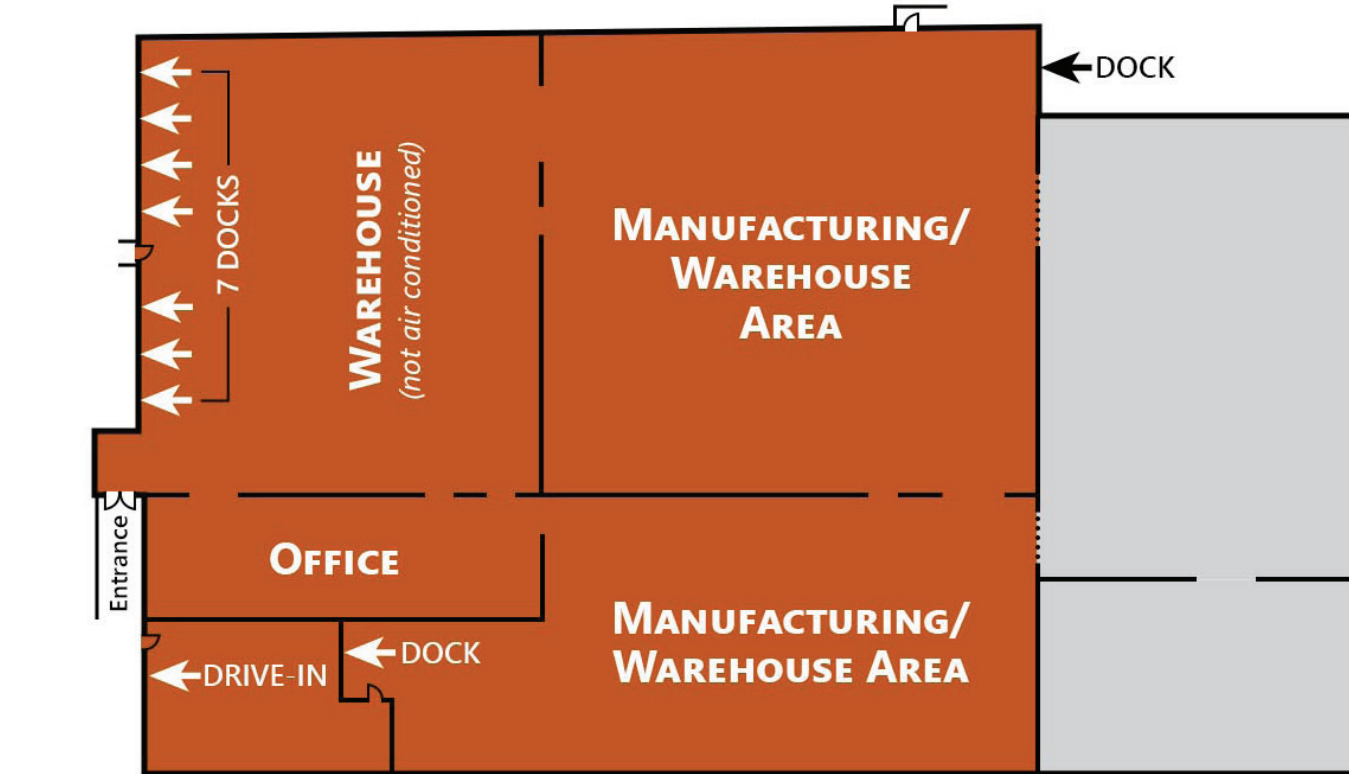 DOCK
7 DOCKS
WAREHOUSE
(not air conditioned)
MANUFACTURING/
WAREHOUSE
AREA
Entrance
OFFICE
MANUFACTURING/
WAREHOUSE AREA
DOCK
DRIVE-IN